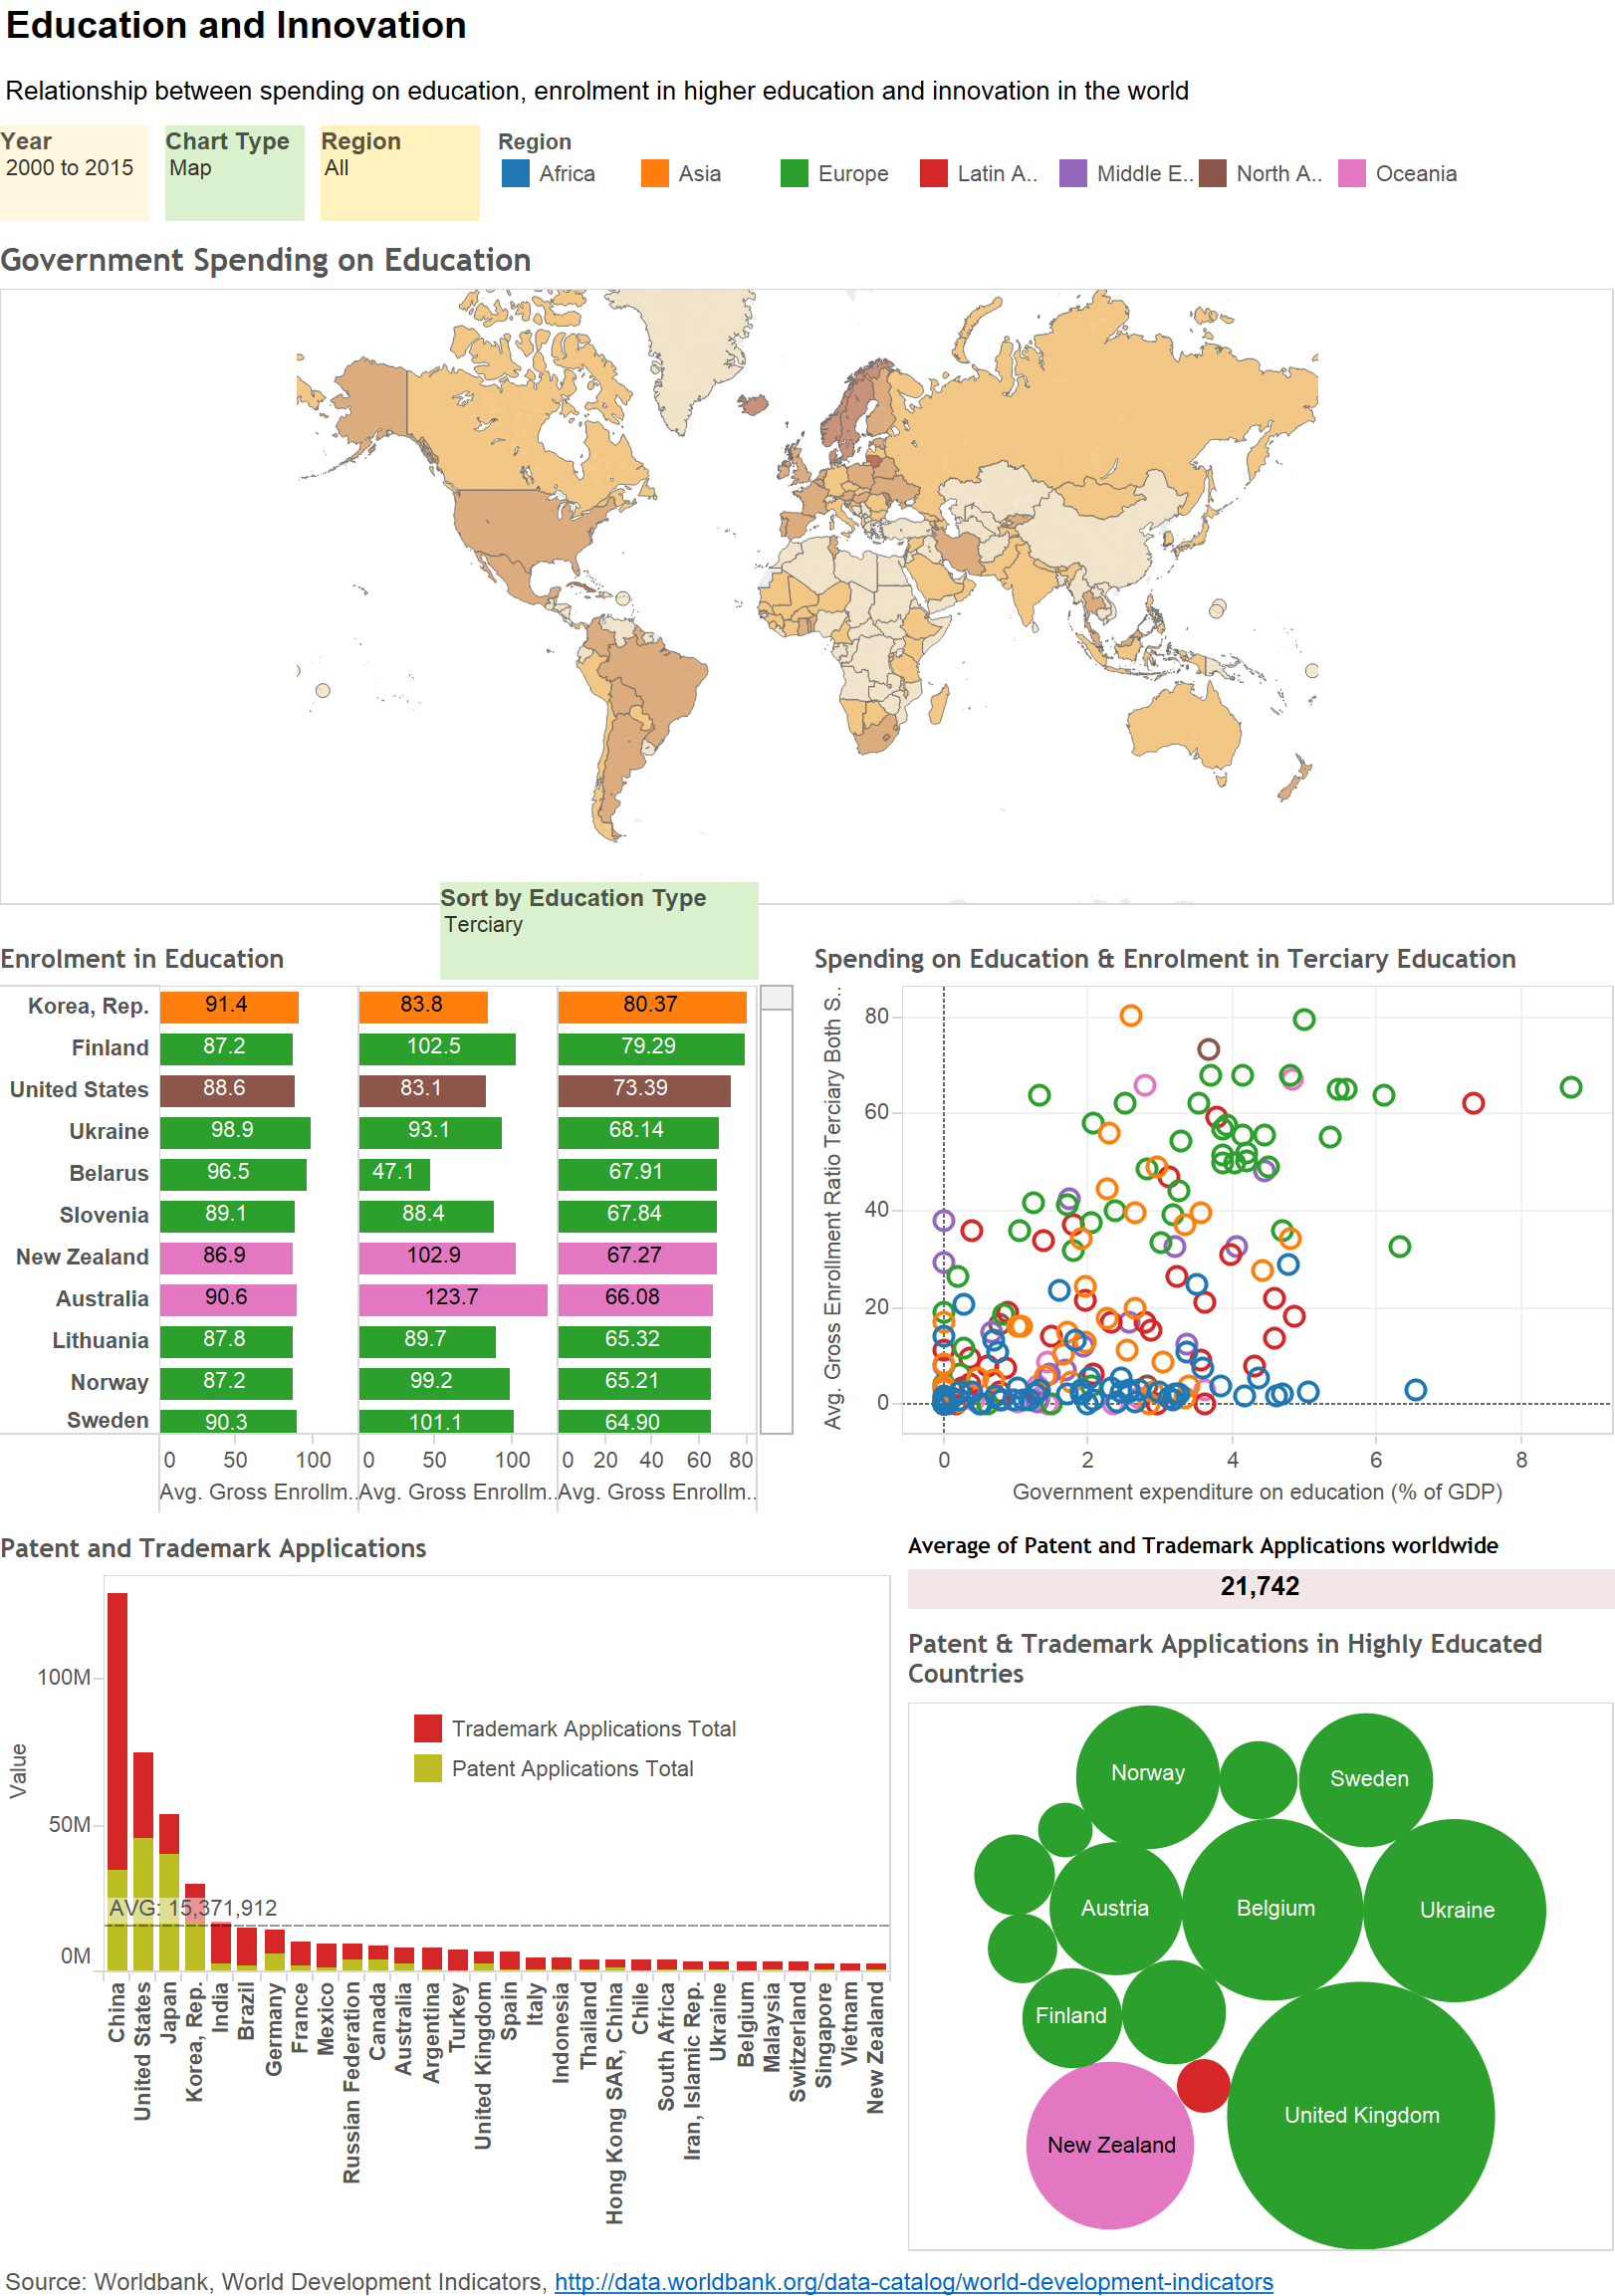 Education and Innovation
Relationship between spending on education, enrolment in higher education and innovation in the world
Year
2000 to 2015
Chart Type
Map
Region
All
Region
Africa
Asia
Europe
Latin A..
Middle E..
North A..
Oceania
Government Spending on Education
Sort by Education Type
Terciary
Enrolment in Education
Korea, Rep. 91.4 83.8 80.37
Finland 87.2 102.5 79.29
United States 88.6 83.1 73.39
Ukraine 98.9 93.1 68.14
Belarus 96.5 47.1 67.91
Slovenia 89.1 88.4 67.84
New Zealand 86.9 102.9 67.27
Australia 90.6 123.7 66.08
Lithuania 87.8 89.7 65.32
Norway 87.2 99.2 65.21
Sweden 90.3 101.1 64.90
0 50 100 0 50 100 0 20 40 60 80
Avg. Gross Enrollm.. Avg. Gross Enrollm.. Avg. Gross Enrollm..
Spending on Education & Enrolment in Terciary Education
Avg. Gross Enrollment Ratio Terciary Both S..
80
60
40
20
0
0 2 4 6 8
Government expenditure on education (% of GDP)
Patent and Trademark Applications
Value
100M
50M
0M
Trademark Applications Total
Patent Applications Total
AVG: 15,371,912
China
United States
Japan
Korea, Rep.
India
Brazil
Germany
France
Mexico
Russian Federation
Canada
Australia
Argentina
Turkey
United Kingdom
Spain
Italy
Indonesia
Thailand
Hong Kong SAR, China
Chile
South Africa
Iran, Islamic Rep.
Ukraine
Belgium
Malaysia
Switzerland
Singapore
Vietnam
New Zealand
Average of Patent and Trademark Applications worldwide
21,742
Patent & Trademark Applications in Highly Educated
Countries
Norway
Sweden
Austria
Belgium
Ukraine
Finland
New Zealand
United Kingdom
Source: Worldbank, World Development Indicators, http://data.worldbank.org/data-catalog/world-development-indicators